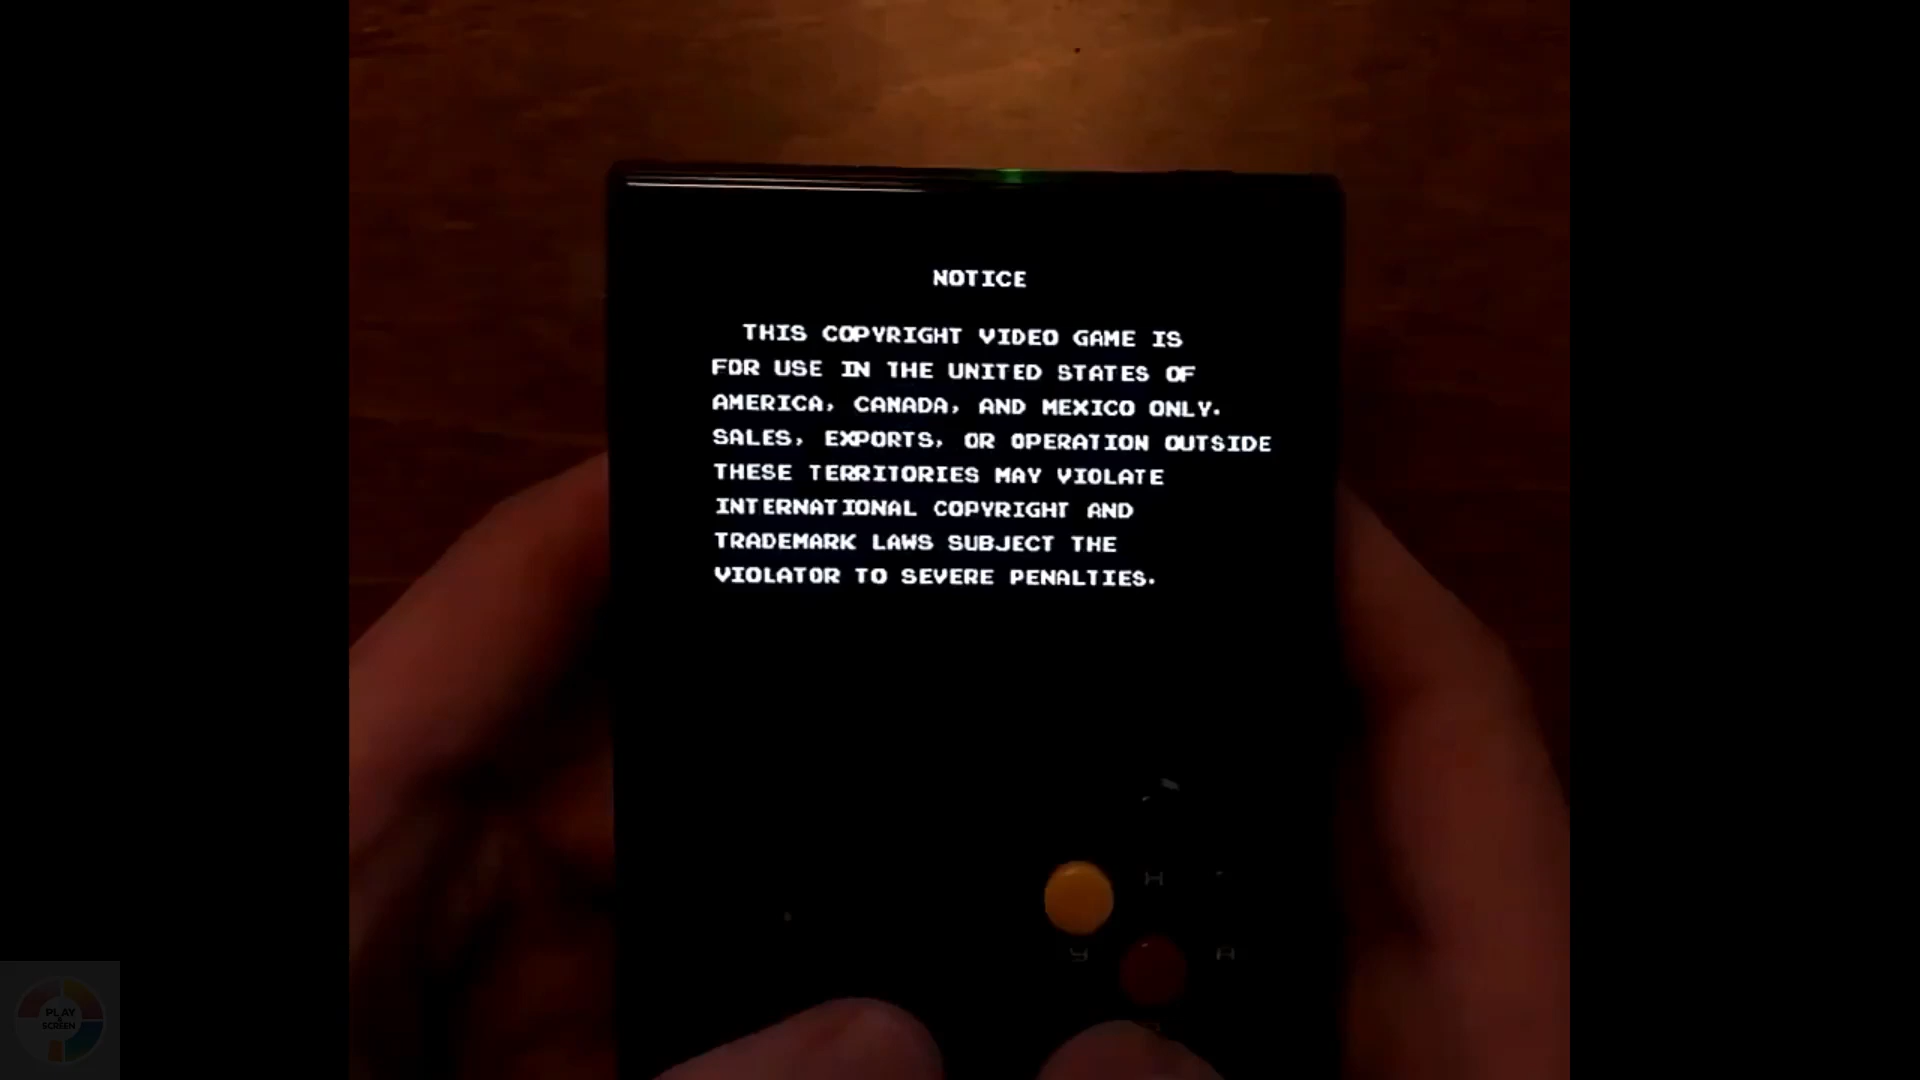 NOTICE
THIS COPYRIGHT VIDEO GAME IS
FOR USE IN THE UNITED STATES OF
AMERICA, CANADA, AND MEXICO ONLY.
SALES, EXPORTS, OR OPERATION OUTSIDE
THESE TERRITORIES MAY VIOLATE
INTERNATIONAL COPYRIGHT AND
TRADEMARK LAWS SUBJECT THE
VIOLATOR TO SEVERE PENALTIES.
Y
PLAY
SCREEN